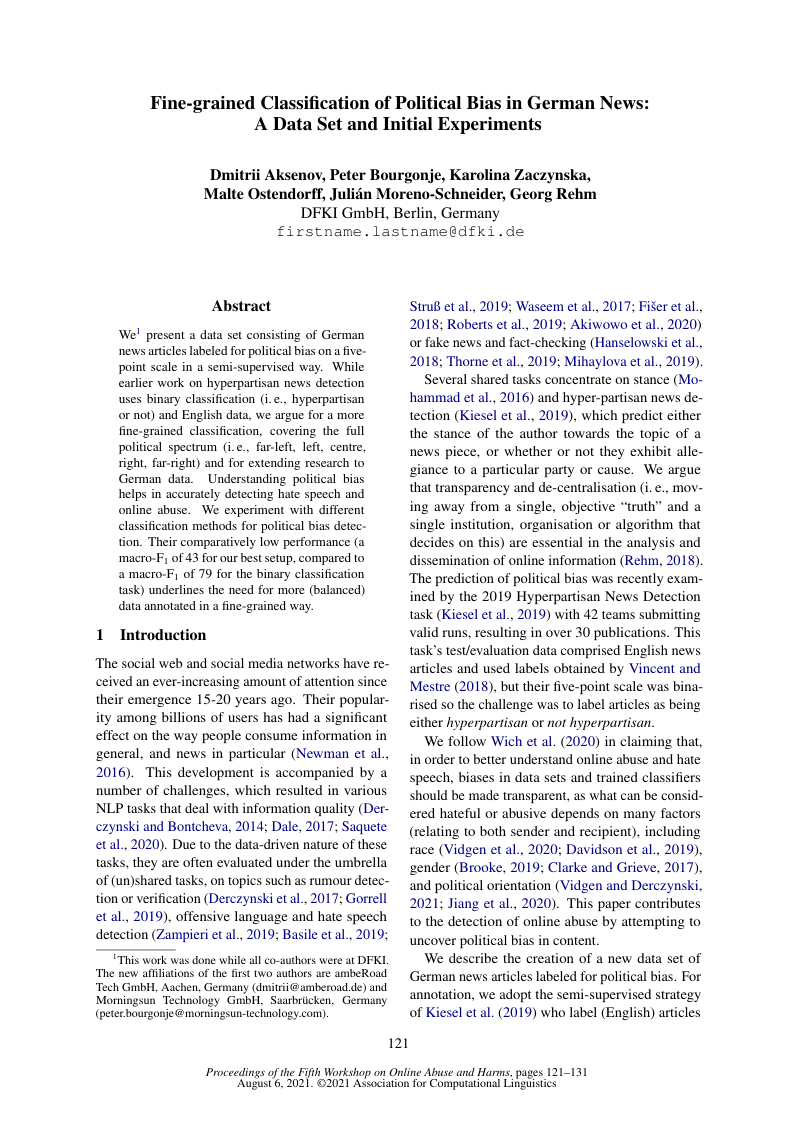 Fine-grained Classification of Political Bias in German News:
A Data Set and Initial Experiments
Dmitrii Aksenov, Peter Bourgonje, Karolina Zaczynska,
Malte Ostendorff, Julián Moreno-Schneider, Georg Rehm
DFKI GmbH, Berlin, Germany
firstname.lastname@dfki.de
Abstract
We1 present a data set consisting of German
news articles labeled for political bias on a five-
point scale in a semi-supervised way. While
earlier work on hyperpartisan news detection
uses binary classification (i. e., hyperpartisan
or not) and English data, we argue for a more
fine-grained classification, covering the full
political spectrum (i. e., far-left, left, centre,
right, far-right) and for extending research to
German data. Understanding political bias
helps in accurately detecting hate speech and
online abuse. We experiment with different
classification methods for political bias detec-
tion. Their comparatively low performance (a
macro-F1 of 43 for our best setup, compared to
a macro-F1 of 79 for the binary classification
task) underlines the need for more (balanced)
data annotated in a fine-grained way.
1 Introduction
The social web and social media networks have re-
ceived an ever-increasing amount of attention since
their emergence 15-20 years ago. Their popular-
ity among billions of users has had a significant
effect on the way people consume information in
general, and news in particular (Newman et al.,
2016). This development is accompanied by a
number of challenges, which resulted in various
NLP tasks that deal with information quality (Der-
czynski and Bontcheva, 2014; Dale, 2017; Saquete
et al., 2020). Due to the data-driven nature of these
tasks, they are often evaluated under the umbrella
of (un)shared tasks, on topics such as rumour detec-
tion or verification (Derczynski et al., 2017; Gorrell
et al., 2019), offensive language and hate speech
detection (Zampieri et al., 2019; Basile et al., 2019;
1This work was done while all co-authors were at DFKI.
The new affiliations of the first two authors are ambeRoad
Tech GmbH, Aachen, Germany (dmitrii@amberoad.de) and
Morningsun Technology GmbH, Saarbrücken, Germany
(peter.bourgonje@morningsun-technology.com).
Struß et al., 2019; Waseem et al., 2017; Fišer et al.,
2018; Roberts et al., 2019; Akiwowo et al., 2020)
or fake news and fact-checking (Hanselowski et al.,
2018; Thorne et al., 2019; Mihaylova et al., 2019).
Several shared tasks concentrate on stance (Mo-
hammad et al., 2016) and hyper-partisan news de-
tection (Kiesel et al., 2019), which predict either
the stance of the author towards the topic of a
news piece, or whether or not they exhibit alle-
giance to a particular party or cause. We argue
that transparency and de-centralisation (i. e., mov-
ing away from a single, objective “truth” and a
single institution, organisation or algorithm that
decides on this) are essential in the analysis and
dissemination of online information (Rehm, 2018).
The prediction of political bias was recently exam-
ined by the 2019 Hyperpartisan News Detection
task (Kiesel et al., 2019) with 42 teams submitting
valid runs, resulting in over 30 publications. This
task’s test/evaluation data comprised English news
articles and used labels obtained by Vincent and
Mestre (2018), but their five-point scale was bina-
rised so the challenge was to label articles as being
either hyperpartisan or not hyperpartisan.
We follow Wich et al. (2020) in claiming that,
in order to better understand online abuse and hate
speech, biases in data sets and trained classifiers
should be made transparent, as what can be consid-
ered hateful or abusive depends on many factors
(relating to both sender and recipient), including
race (Vidgen et al., 2020; Davidson et al., 2019),
gender (Brooke, 2019; Clarke and Grieve, 2017),
and political orientation (Vidgen and Derczynski,
2021; Jiang et al., 2020). This paper contributes
to the detection of online abuse by attempting to
uncover political bias in content.
We describe the creation of a new data set of
German news articles labeled for political bias. For
annotation, we adopt the semi-supervised strategy
of Kiesel et al. (2019) who label (English) articles
121
Proceedings of the Fifth Workshop on Online Abuse and Harms, pages 121–131
August 6, 2021. ©2021 Association for Computational Linguistics